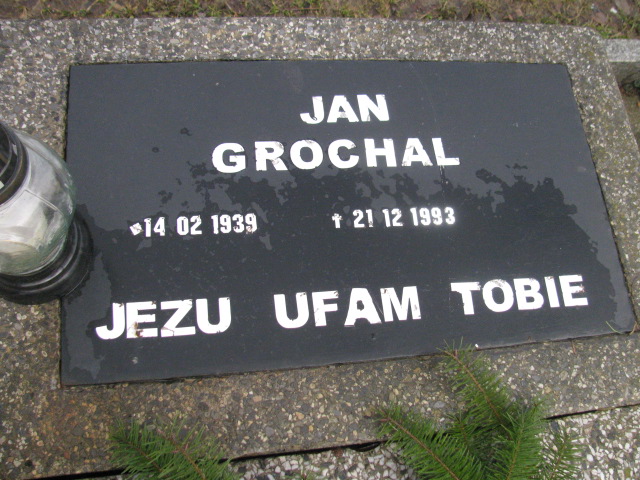 JAN
GROCHAL
*14 02 1939 † 21 12 1993
JEZU UFAM TOBIE